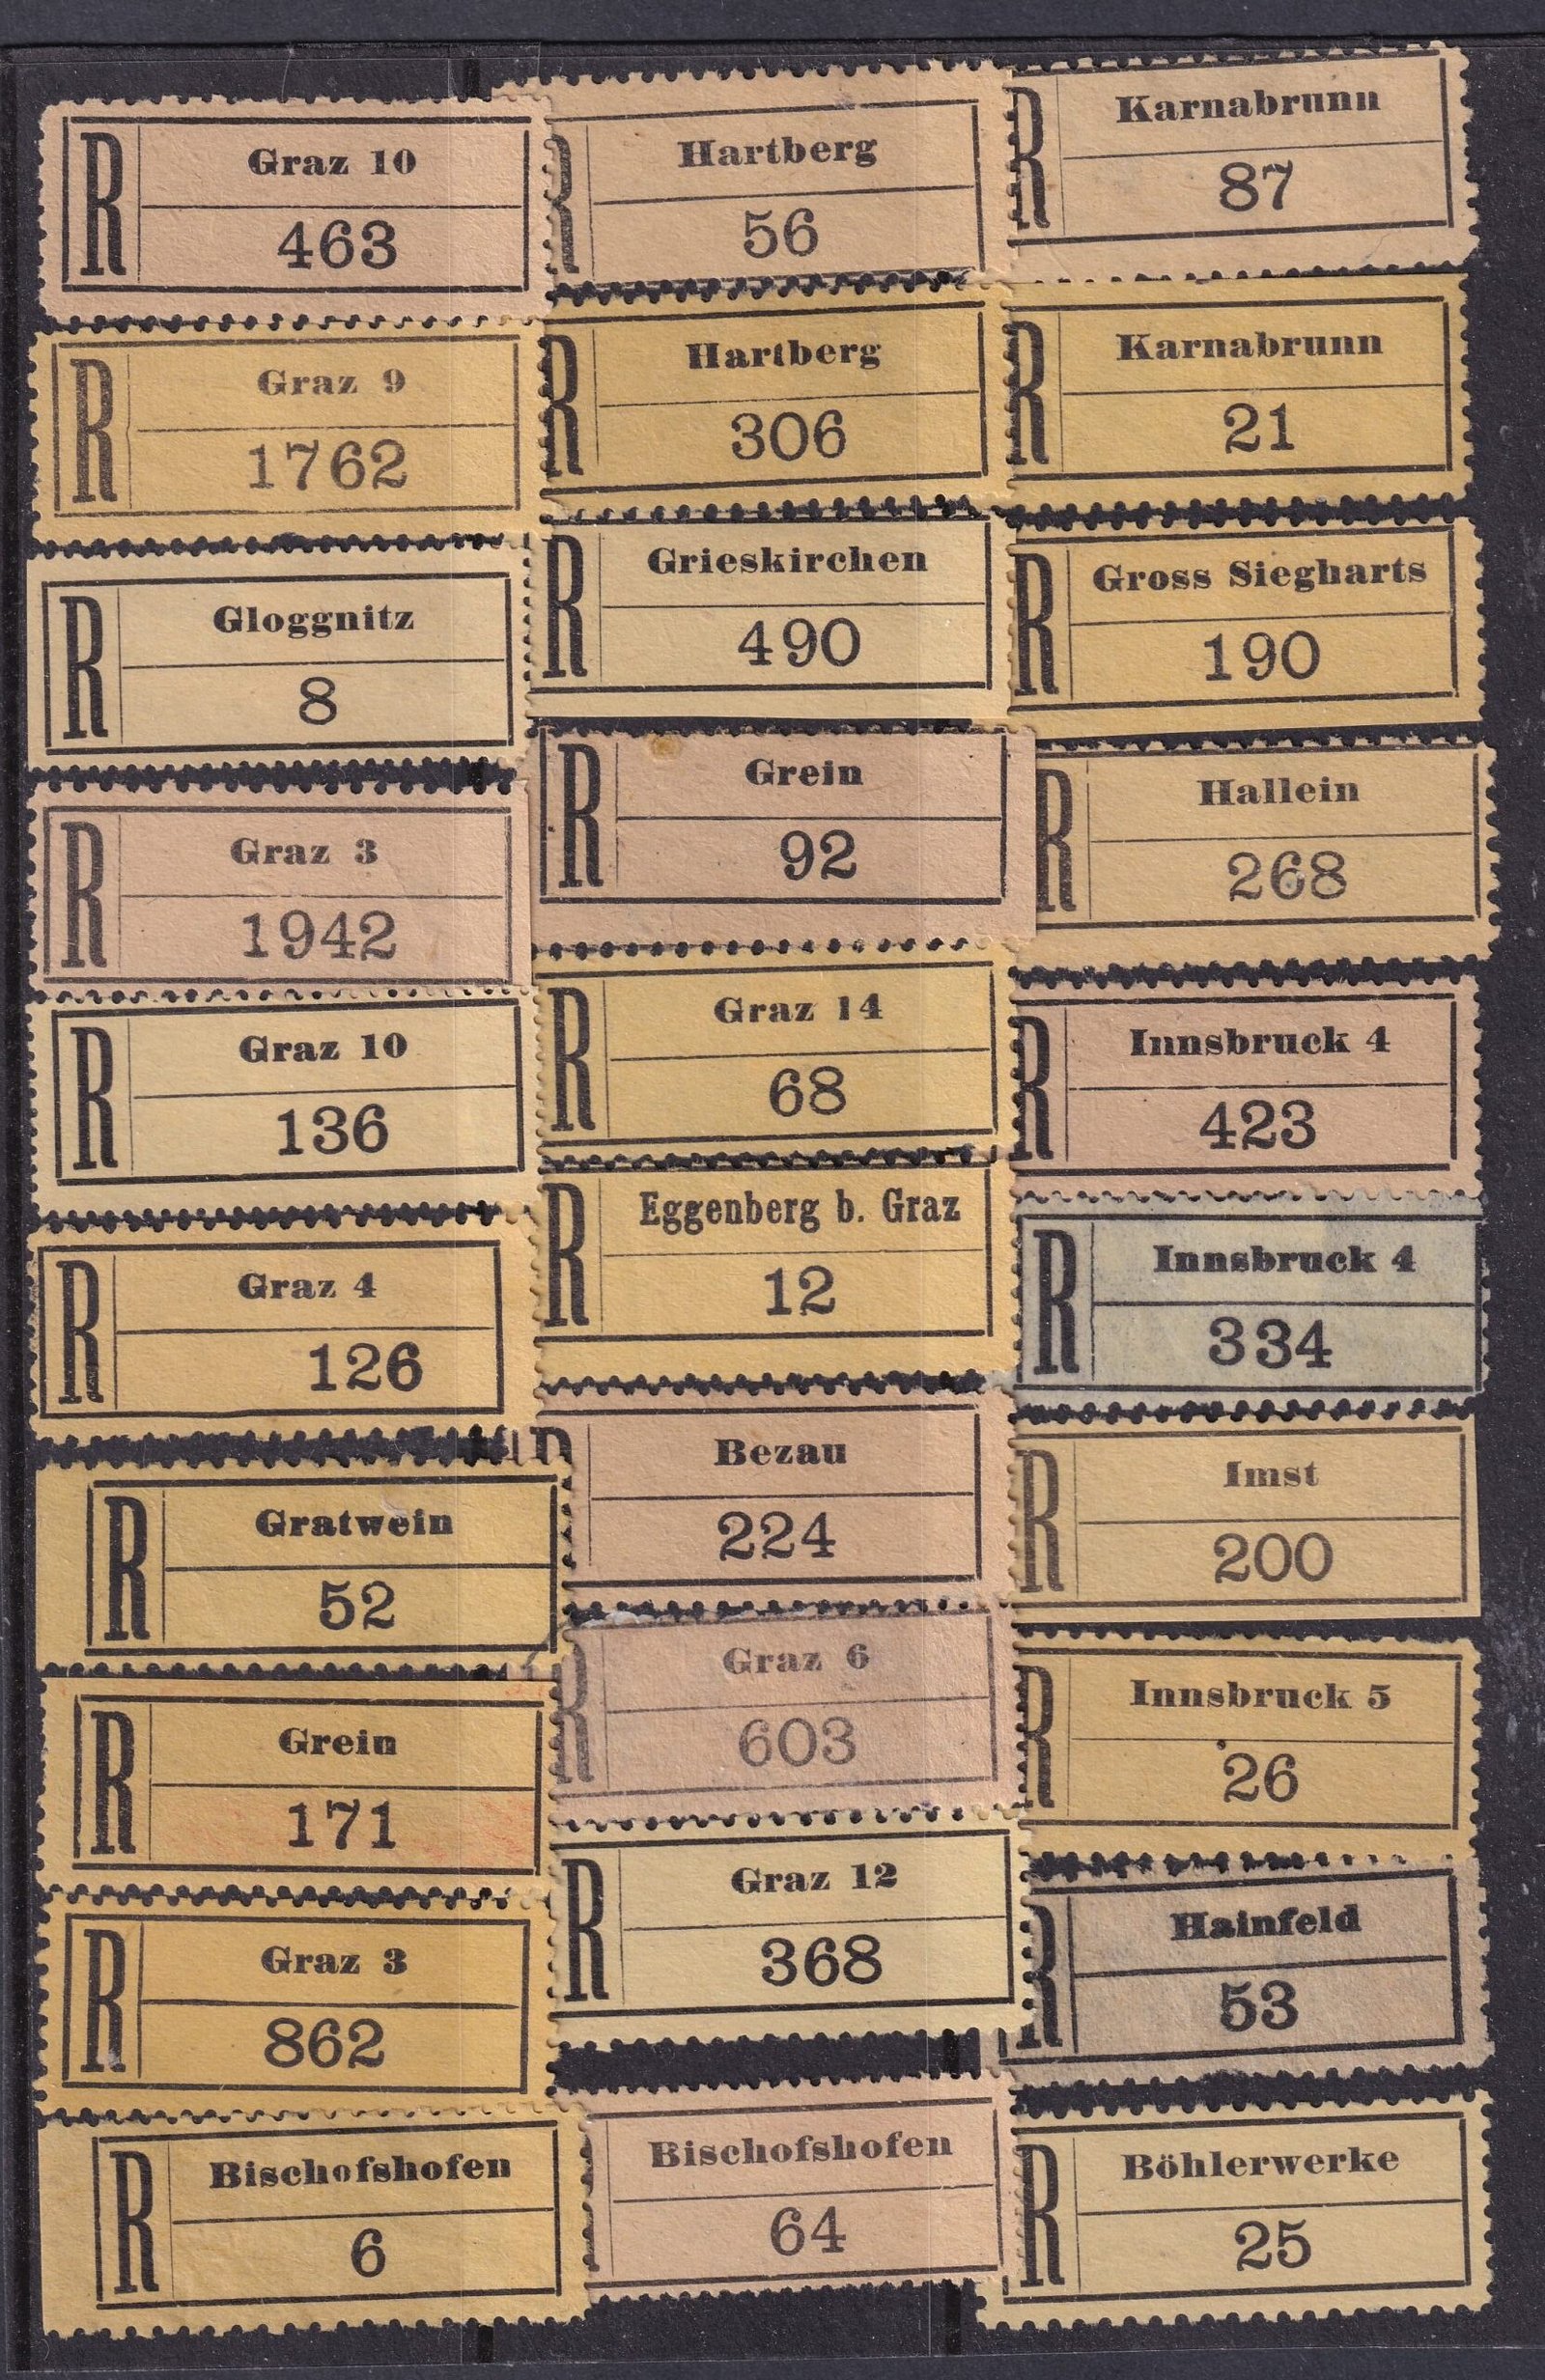 R
Graz 10
463
R
Graz 9
1762
R
Gloggnitz
8
R
Graz 3
1942
R
Graz 10
136
R
Graz 4
126
R
Gratwein
52
R
Grein
171
R
Graz 3
862
R
Bischofshofen
6
R
Hartberg
56
R
Hartberg
306
R
Grieskirchen
490
R
Grein
92
R
Graz 14
68
R
Eggenberg b. Graz
12
R
Bezau
224
R
Graz 6
603
R
Graz 12
368
Bischofshofen
64
R
Karnabrunn
87
R
Karnabrunn
21
R
Gross Siegharts
190
R
Hallein
268
R
Innsbruck 4
423
R
Innsbruck 4
334
R
Imst
200
R
Innsbruck 5
26
R
Hainfeld
53
R
Böhlerwerke
25